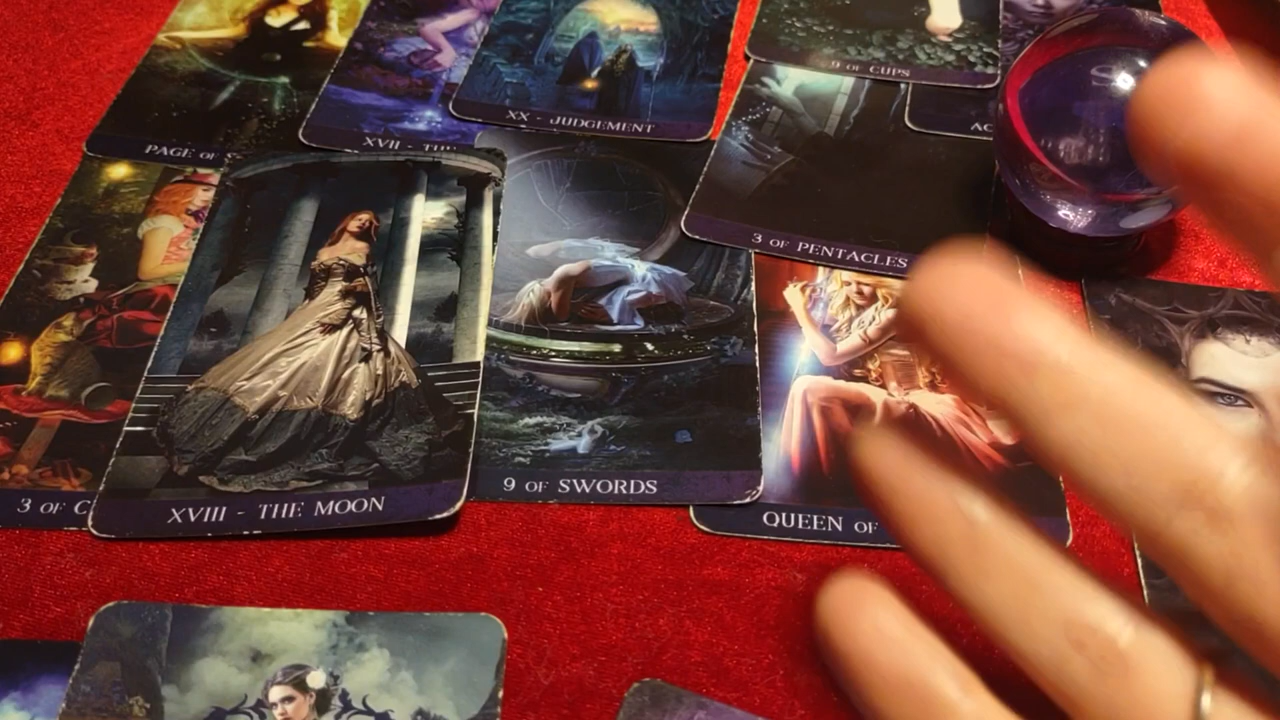 9 OF CUPS
XX - JUDGEMENT
PAGE OF
XVII - THE
3 OF PENTACLES
3 OF
XVIII - THE MOON
9 OF SWORDS
QUEEN OF